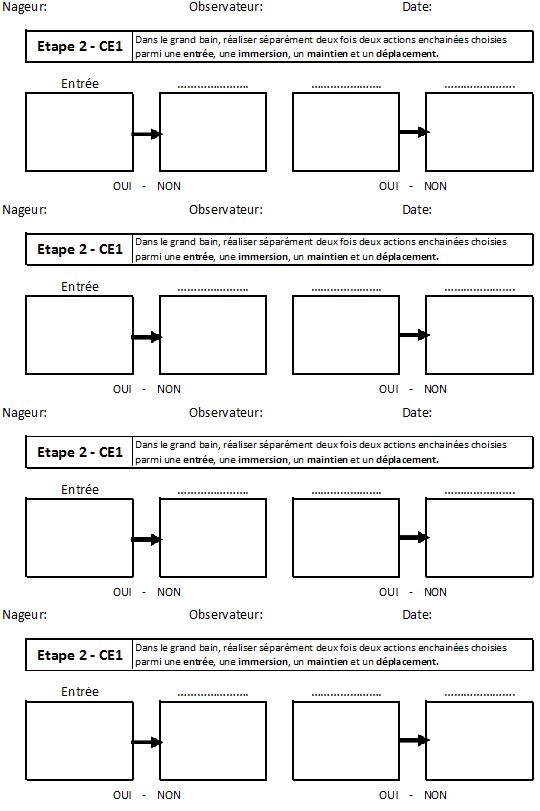 Nageur: Observateur: Date:
Etape 2 - CE1
Dans le grand bain, réaliser séparément deux fois deux actions enchainées choisies
parmi une entrée, une immersion, un maintien et un déplacement.
Entrée ........................ ........................ ........................
OUI - NON OUI - NON
Nageur: Observateur: Date:
Etape 2 - CE1
Dans le grand bain, réaliser séparément deux fois deux actions enchainées choisies
parmi une entrée, une immersion, un maintien et un déplacement.
Entrée ........................ ........................ ........................
OUI - NON OUI - NON
Nageur: Observateur: Date:
Etape 2 - CE1
Dans le grand bain, réaliser séparément deux fois deux actions enchainées choisies
parmi une entrée, une immersion, un maintien et un déplacement.
Entrée ........................ ........................ ........................
OUI - NON OUI - NON
Nageur: Observateur: Date:
Etape 2 - CE1
Dans le grand bain, réaliser séparément deux fois deux actions enchainées choisies
parmi une entrée, une immersion, un maintien et un déplacement.
Entrée ........................ ........................ ........................
OUI - NON OUI - NON